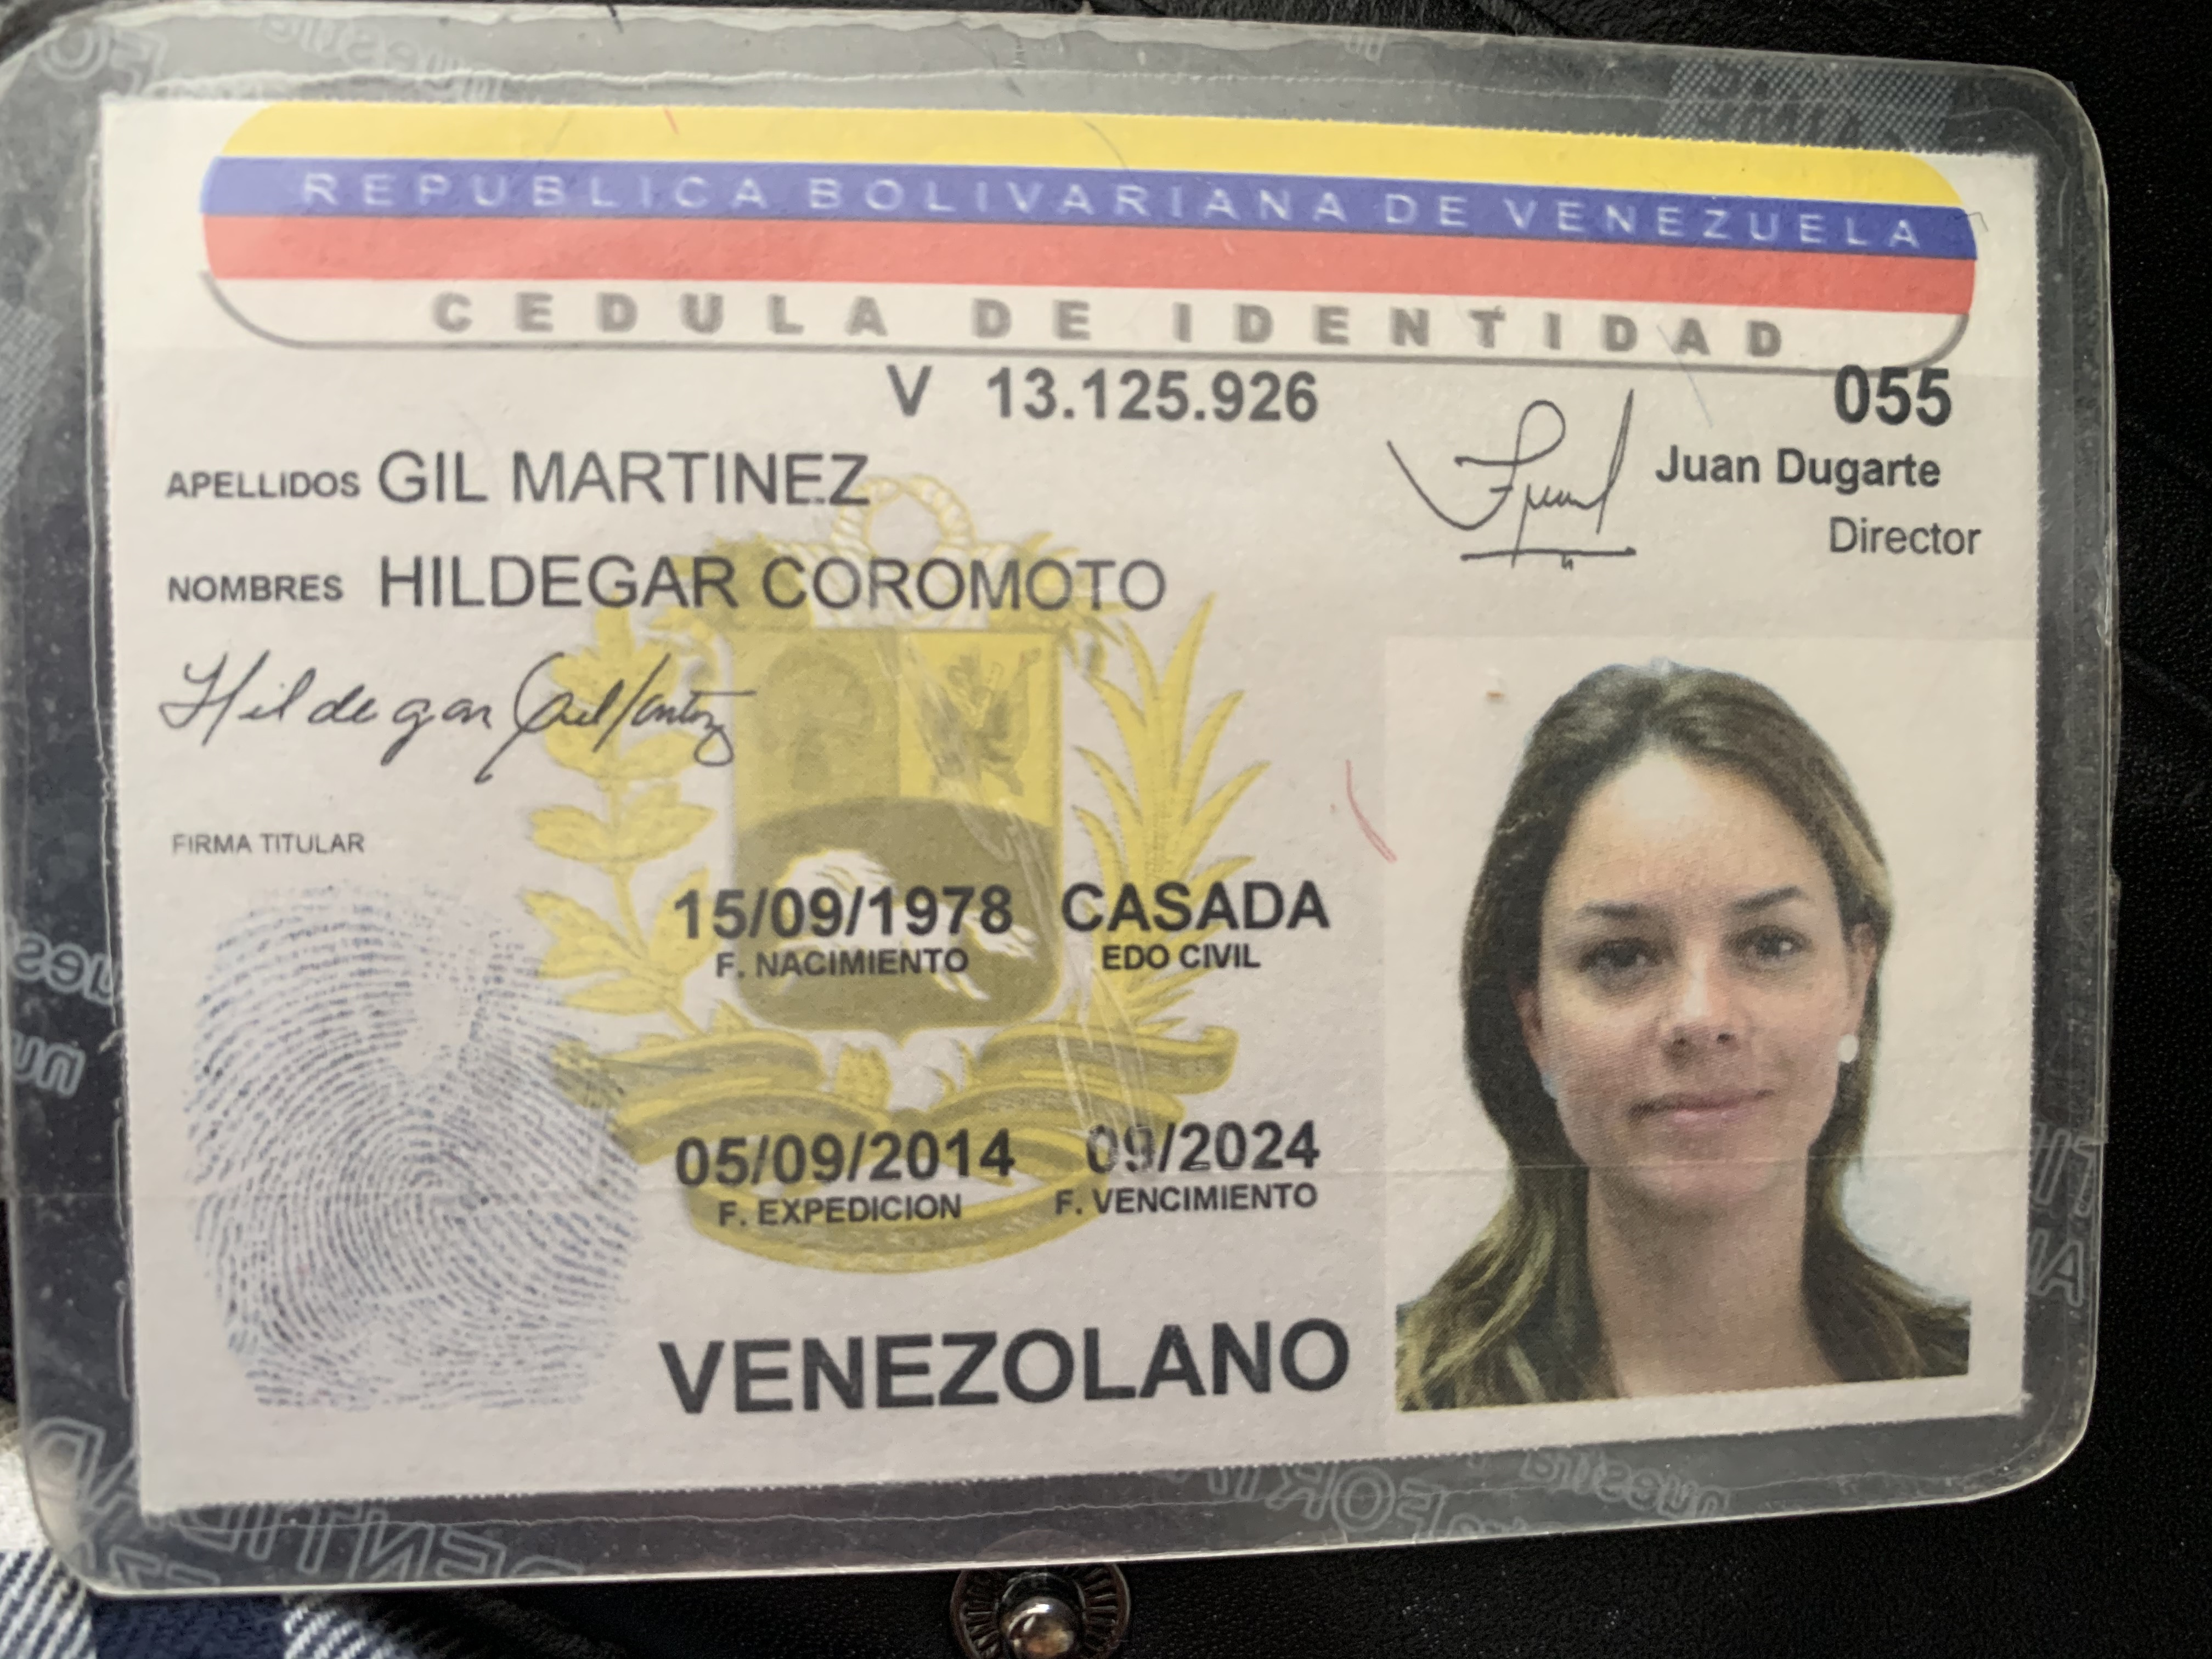 REPUBLICA BOLIVARIANA DE VENEZUELA
CEDULA DE IDENTIDAD
V 13.125.926
055
APELLIDOS GIL MARTINEZ
Juan Dugarte
Director
NOMBRES HILDEGAR COROMOTO
FIRMA TITULAR
15/09/1978 CASADA
F. NACIMIENTO EDO CIVIL
05/09/2014 09/2024
F. EXPEDICION F. VENCIMIENTO
VENEZOLANO